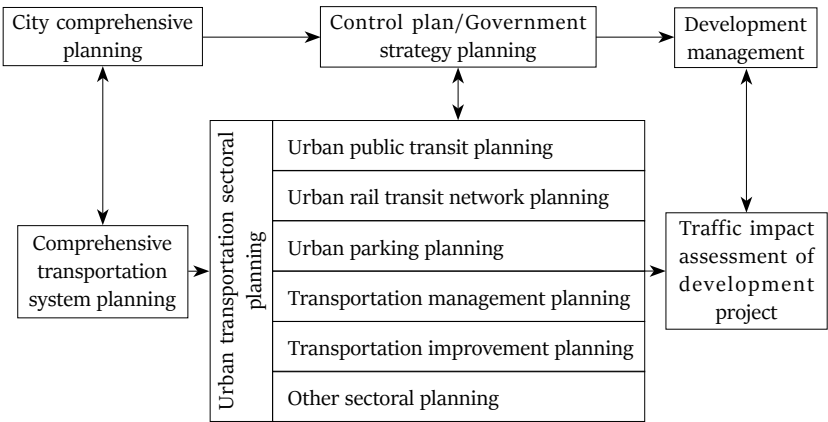 City comprehensive
planning
Control plan/Government
strategy planning
Development
management
Urban transportation sectoral
planning
Urban public transit planning
Urban rail transit network planning
Urban parking planning
Transportation management planning
Transportation improvement planning
Other sectoral planning
Comprehensive
transportation
system planning
Traffic impact
assessment of
development
project